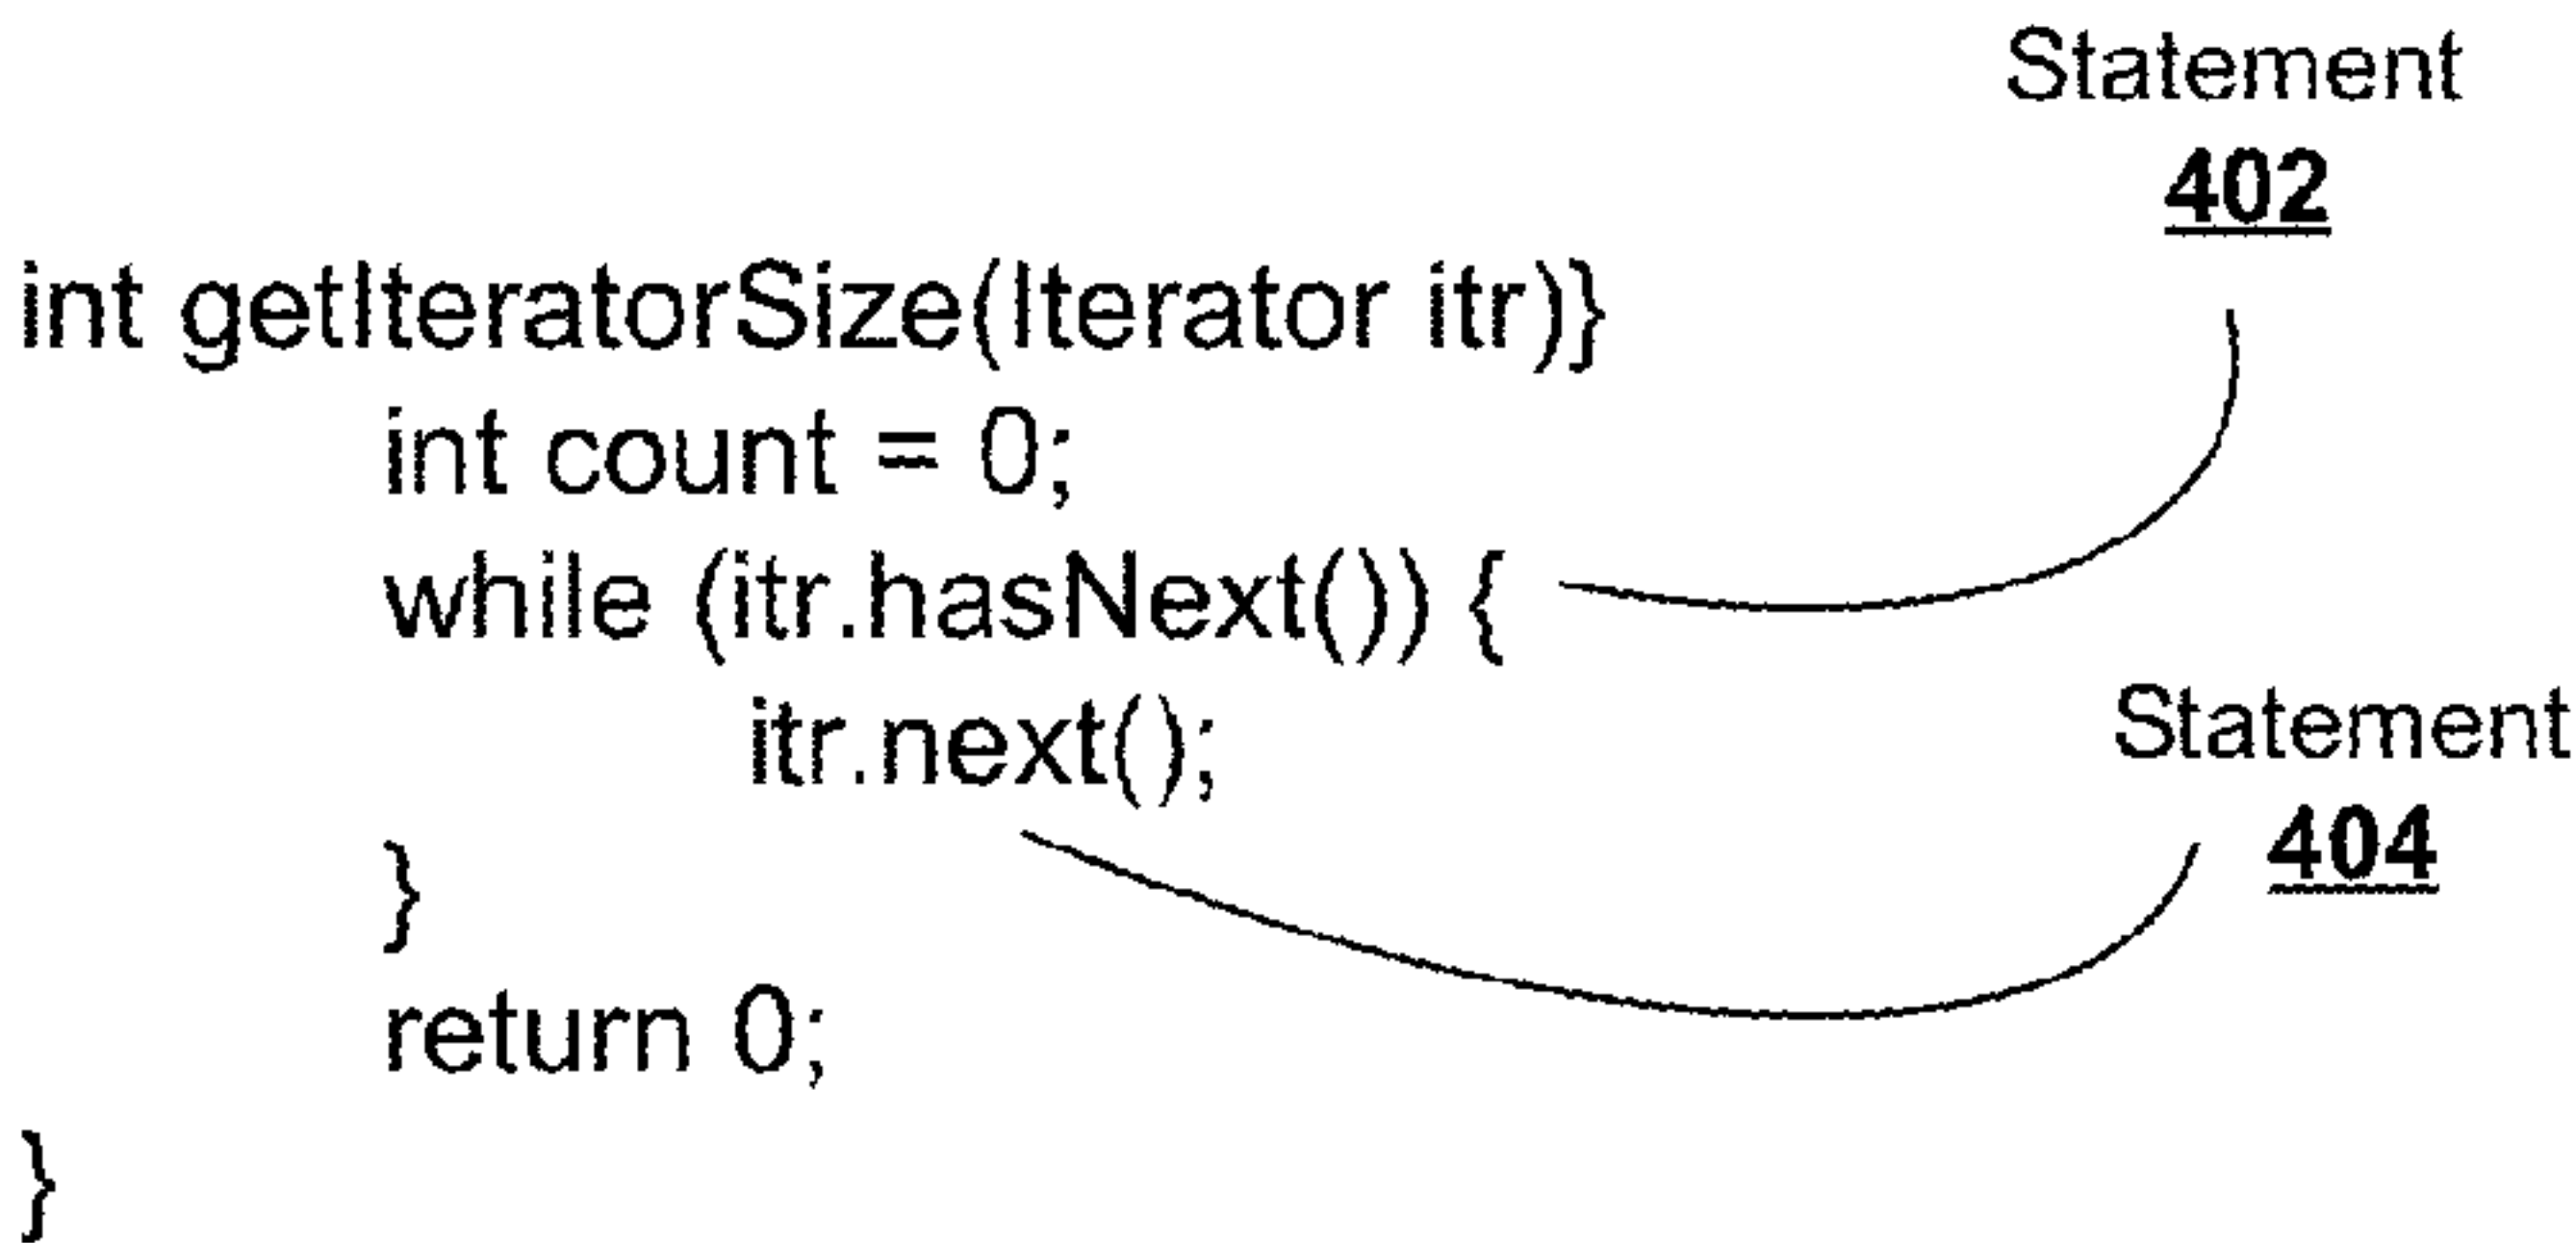 Statement
402
int getIteratorSize(Iterator itr)}
int count = 0;
while (itr.hasNext()) {
itr.next();
Statement
404
}
return 0;
}